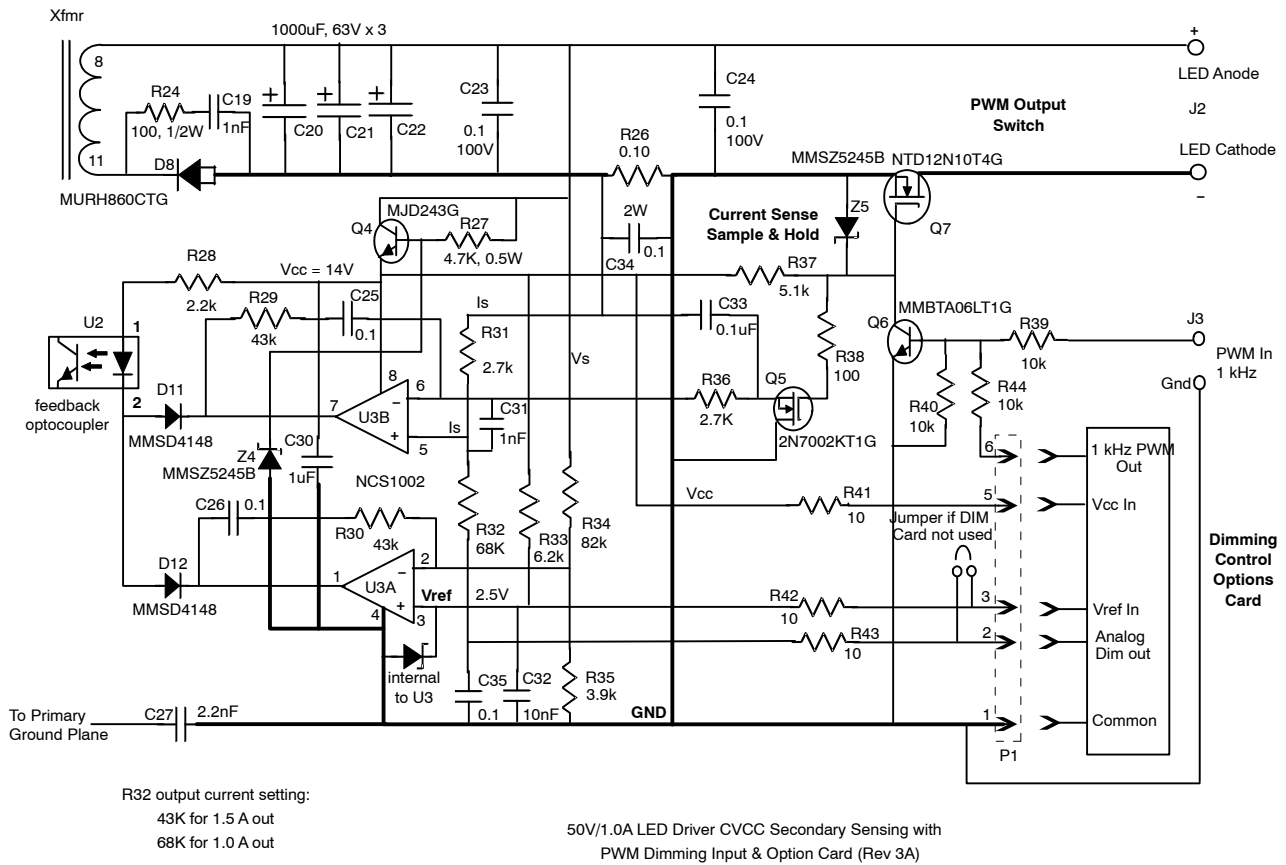 Xfmr
8
11
R24
100, 1/2W
C19
1nF
D8
MURH860CTG
1000uF, 63V x 3
+
C20
+
C21
+
C22
C23
0.1
100V
C24
0.1
100V
R26
0.10
2W
0.1
C34
PWM Output
Switch
+
LED Anode
J2
LED Cathode
−
MMSZ5245B
NTD12N10T4G
Z5
Q7
Current Sense
Sample & Hold
Q4
MJD243G
R27
4.7K, 0.5W
R28
2.2k
Vcc = 14V
R29
43k
C25
0.1
U2
1
2
feedback
optocoupler
D11
MMSD4148
Is
R31
2.7k
Vs
R37
5.1k
C33
0.1uF
R38
100
Q6
MMBTA06LT1G
R39
10k
J3
PWM In
1 kHz
Gnd
8
6
7
U3B
−
+
5
Is
C31
1nF
R36
2.7K
Q5
2N7002KT1G
R40
10k
R44
10k
Z4
MMSZ5245B
C30
1uF
NCS1002
C26
0.1
R30
43k
R32
68K
R33
6.2k
R34
82k
Vcc
R41
10
Jumper if DIM
Card not used
6
5
3
2
1
P1
1 kHz PWM
Out
Vcc In
Vref In
Analog
Dim out
Common
Dimming
Control
Options
Card
D12
MMSD4148
1
U3A
2
−
+
4
3
Vref
2.5V
R42
10
R43
10
internal
to U3
C35
0.1
C32
10nF
R35
3.9k
GND
To Primary
Ground Plane
C27
2.2nF
R32 output current setting:
43K for 1.5 A out
68K for 1.0 A out
50V/1.0A LED Driver CVCC Secondary Sensing with
PWM Dimming Input & Option Card (Rev 3A)